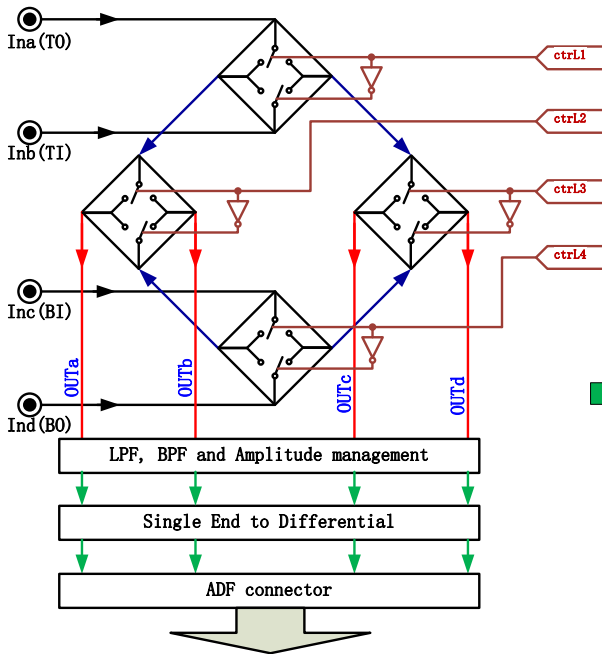 Ina(TO)
ctrL1
ctrL2
Inb(TI)
ctrL3
ctrL4
Inc(BI)
OUTa
OUTb
OUTc
OUTd
Ind(BO)
LPF, BPF and Amplitude management
Single End to Differential
ADF connector